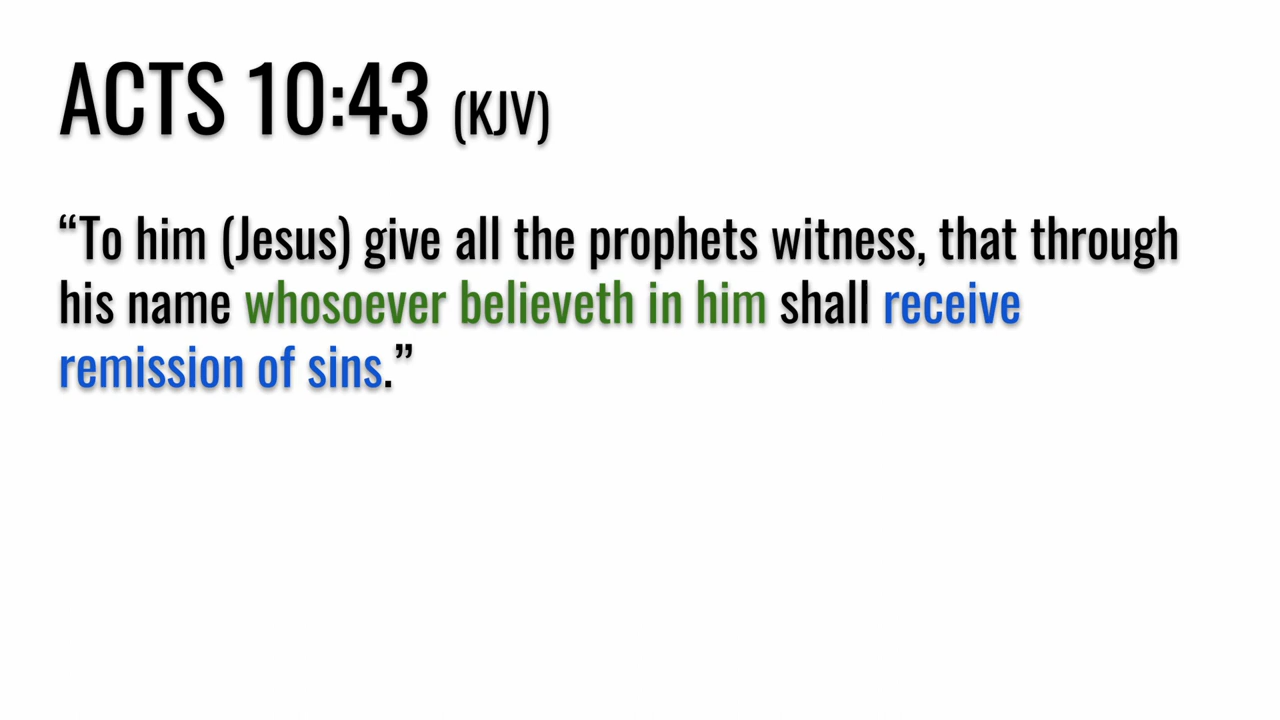 ACTS 10:43 (KJV)
“To him (Jesus) give all the prophets witness, that through
his name whosoever believeth in him shall receive
remission of sins.”